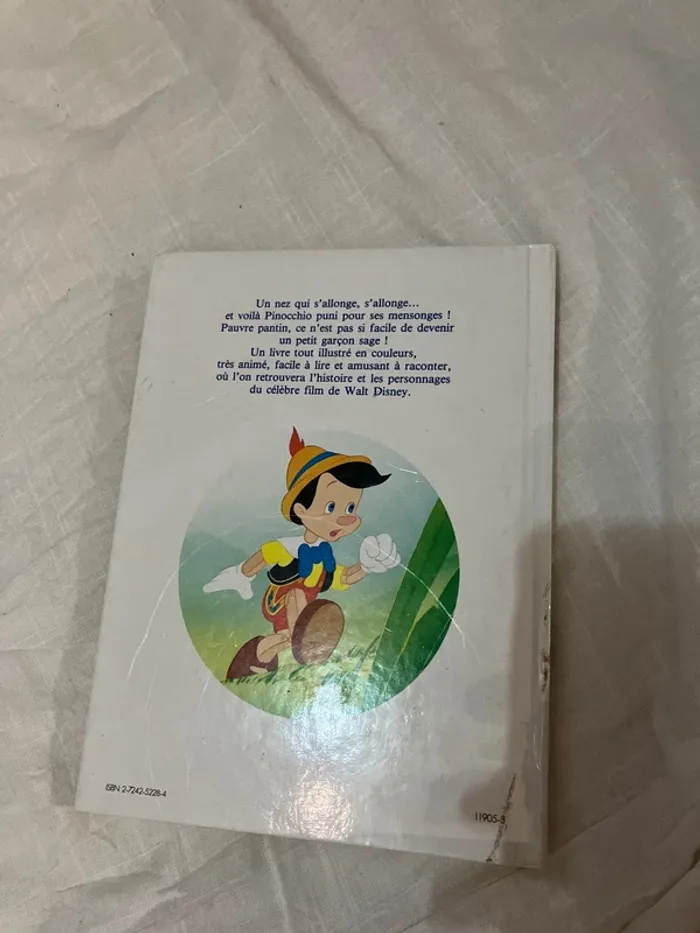 Un nez qui s'allonge, s'allonge...
et voilà Pinocchio puni pour ses mensonges !
Pauvre pantin, ce n'est pas si facile de devenir
un petit garçon sage !
Un livre tout illustré en couleurs,
très animé, facile à lire et amusant à raconter,
où l'on retrouvera l'histoire et les personnages
du célèbre film de Walt Disney.
ISBN 2-7242-5228-4
11905-8